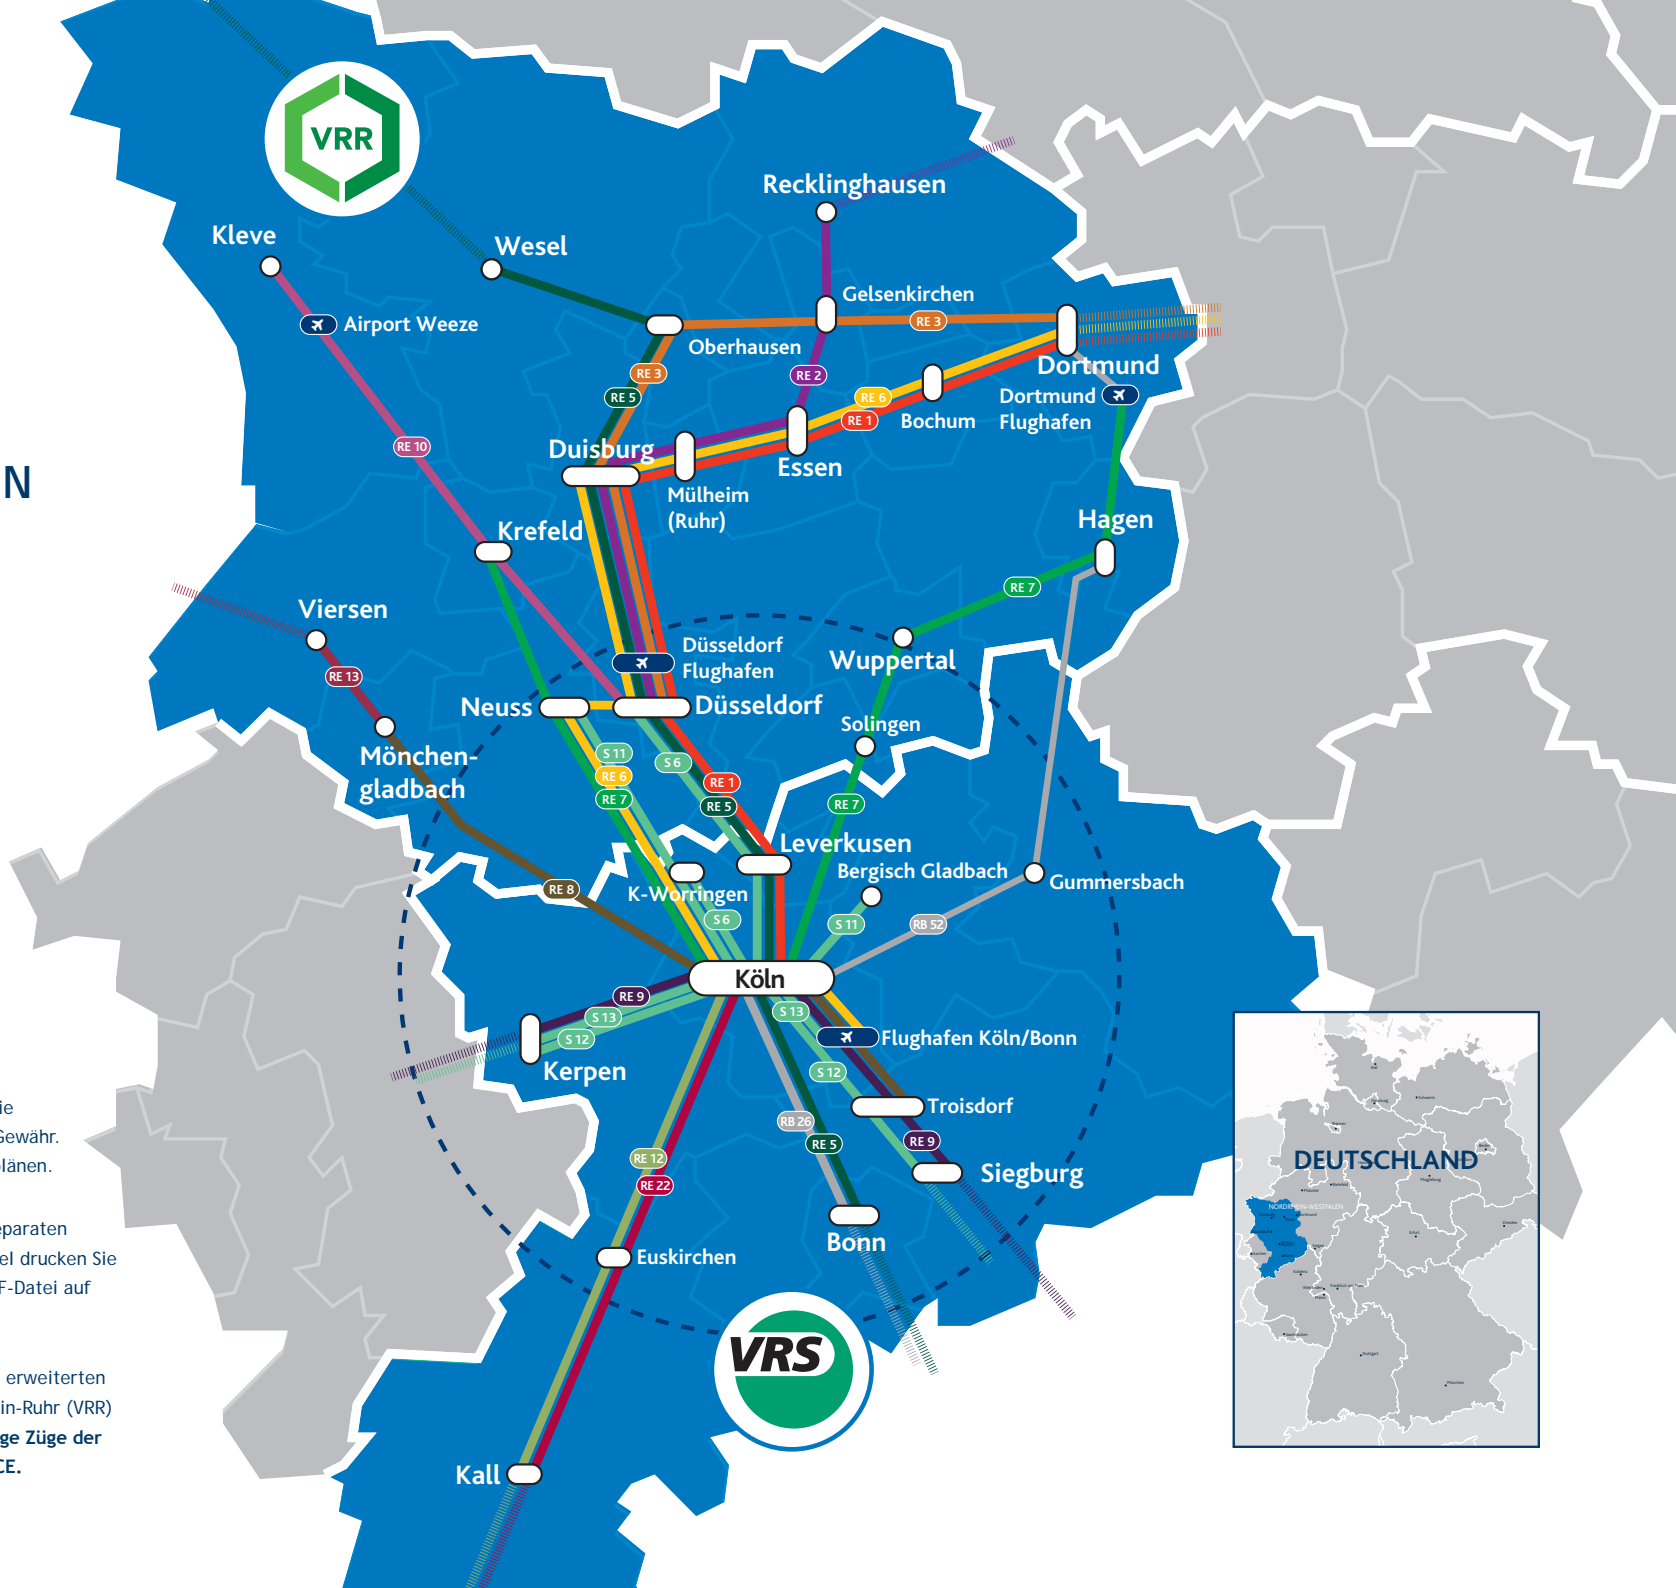 VRR
Recklinghausen
Kleve
Wesel
Gelsenkirchen
Airport Weeze
RE 3
Oberhausen
Dortmund
RE 3
RE 2
RE 5
RE 6
Dortmund
Flughafen
RE 1
Bochum
RE 10
Duisburg
Essen
N
Mülheim
(Ruhr)
Krefeld
Hagen
RE 7
Viersen
Düsseldorf
Flughafen
Wuppertal
RE 13
Neuss
Düsseldorf
Solingen
Mönchen-
gladbach
S 11
S 6
RE 6
RE 1
RE 7
RE 5
RE 7
Leverkusen
Bergisch Gladbach
Gummersbach
RE 8
K-Worringen
S 6
S 11
RB 52
Köln
RE 9
S 13
S 13
S 12
Flughafen Köln/Bonn
Kerpen
S 12
Troisdorf
RB 26
RE 5
RE 9
RE 12
Siegburg
RE 22
Bonn
Euskirchen
VRS
Kall
ie
Gewähr.
länen.
eparaten
el drucken Sie
F-Datei auf
erweiterten
in-Ruhr (VRR)
ge Züge der
CE.
DEUTSCHLAND
NORDRHEIN-WESTFALEN
Köln